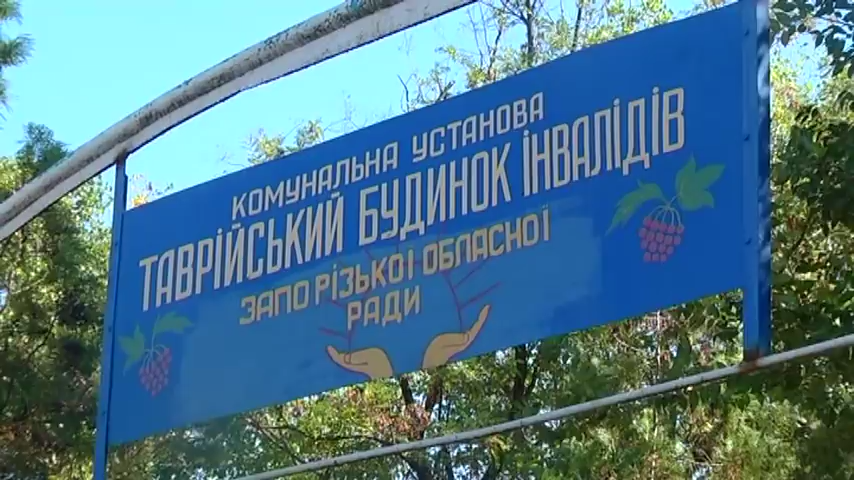 КОМУНАЛЬНА УСТАНОВА
ТАВРІЙСЬКИЙ БУДИНОК ІНВАЛІДІВ
ЗАПОРІЗЬКОЇ ОБЛАСНОЇ
РАДИ